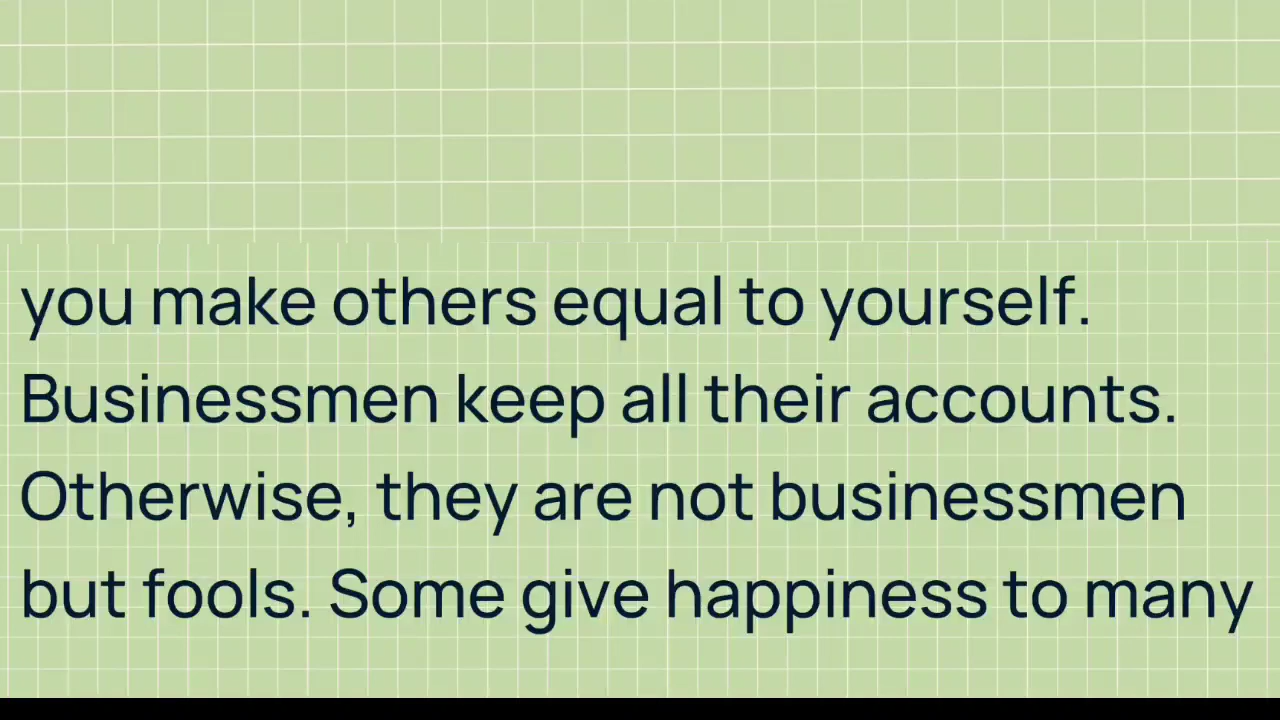 you make others equal to yourself.
Businessmen keep all their accounts.
Otherwise, they are not businessmen
but fools. Some give happiness to many